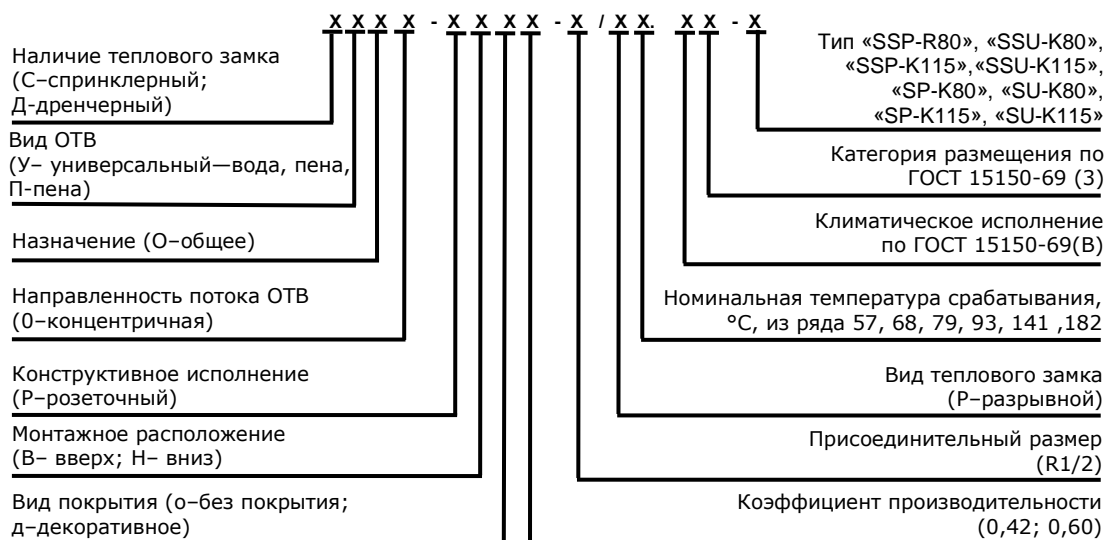 X X X X - X X X X - X / X X. X X - X
Наличие теплового замка
(С–спринклерный;
Д-дренчерный)
Вид ОТВ
(У– универсальный—вода, пена,
П-пена)
Назначение (О–общее)
Направленность потока ОТВ
(0–концентричная)
Конструктивное исполнение
(Р–розеточный)
Монтажное расположение
(В– вверх; Н– вниз)
Вид покрытия (о–без покрытия;
д–декоративное)
Тип «SSP-R80», «SSU-K80»,
«SSP-K115»,«SSU-K115»,
«SP-K80», «SU-K80»,
«SP-K115», «SU-K115»
Категория размещения по
ГОСТ 15150-69 (3)
Климатическое исполнение
по ГОСТ 15150-69(В)
Номинальная температура срабатывания,
°С, из ряда 57, 68, 79, 93, 141 ,182
Вид теплового замка
(Р–разрывной)
Присоединительный размер
(R1/2)
Коэффициент производительности
(0,42; 0,60)